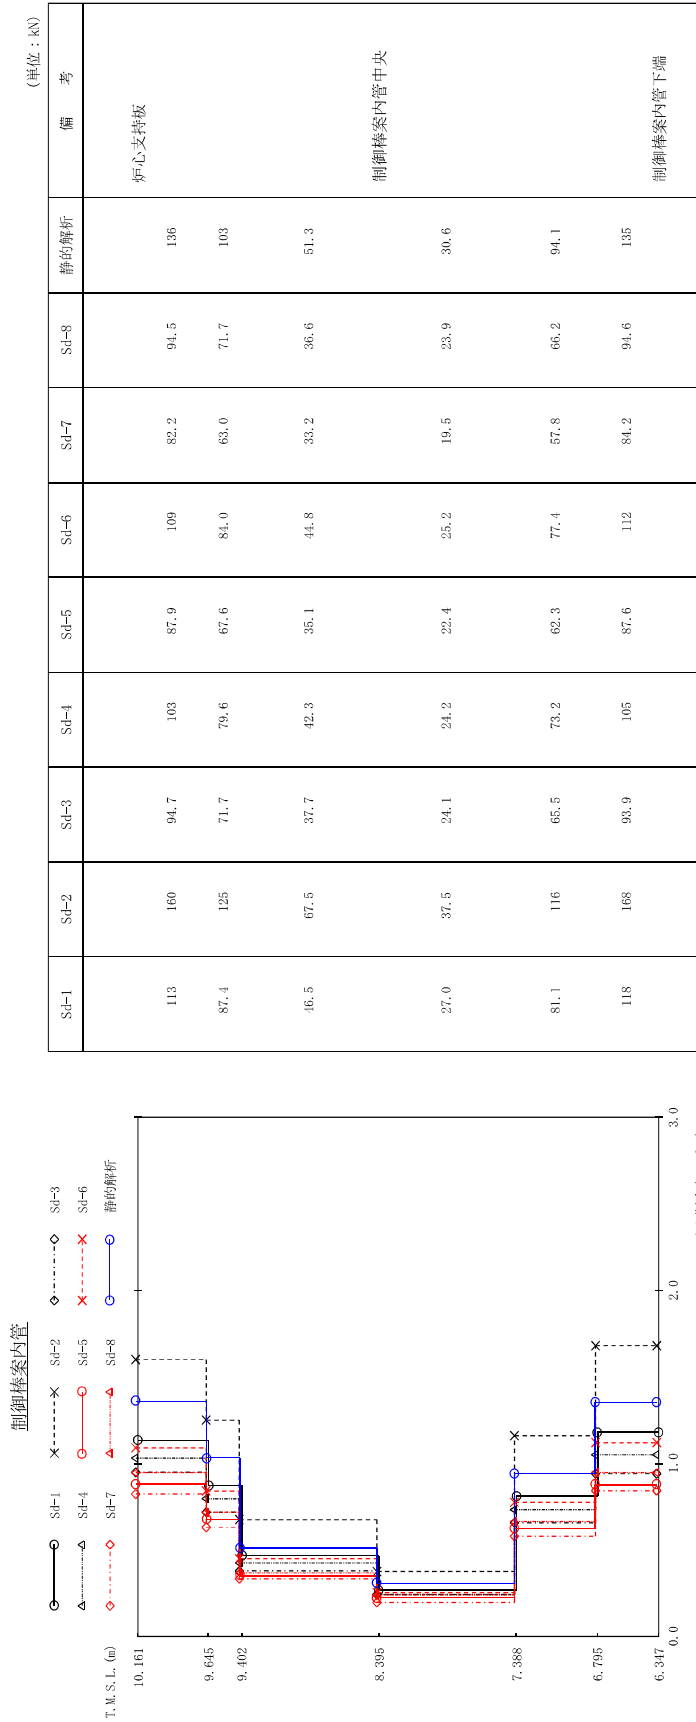 制御棒案内管
Sd-1 Sd-2 Sd-3
Sd-4 Sd-5 Sd-6
Sd-7 Sd-8 静的解析
T.M.S.L.(m)
10.161
9.645
9.402
8.395
7.388
6.795
6.347
0.0 1.0 2.0 3.0
(単位：kN)
Sd-1 Sd-2 Sd-3 Sd-4 Sd-5 Sd-6 Sd-7 Sd-8 静的解析 備 考
炉心支持板
113 160 94.7 103 87.9 109 82.2 94.5 136
87.4 125 71.7 79.6 67.6 84.0 63.0 71.7 103
46.5 67.5 37.7 42.3 35.1 44.8 33.2 36.6 51.3
制御棒案内管中央
27.0 37.5 24.1 24.2 22.4 25.2 19.5 23.9 30.6
81.1 116 65.5 73.2 62.3 77.4 57.8 66.2 94.1
118 168 93.9 105 87.6 112 84.2 94.6 135
制御棒案内管下端